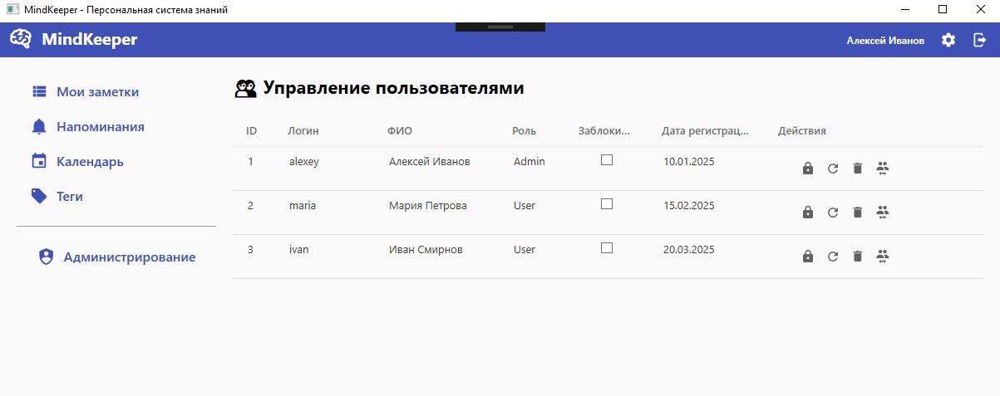 MindKeeper - Персональная система знаний
MindKeeper Алексей Иванов
Мои заметки
Напоминания
Календарь
Теги
Администрирование
Управление пользователями
ID Логин ФИО Роль Заблоки... Дата регистрац... Действия
1 alexey Алексей Иванов Admin 10.01.2025
2 maria Мария Петрова User 15.02.2025
3 ivan Иван Смирнов User 20.03.2025